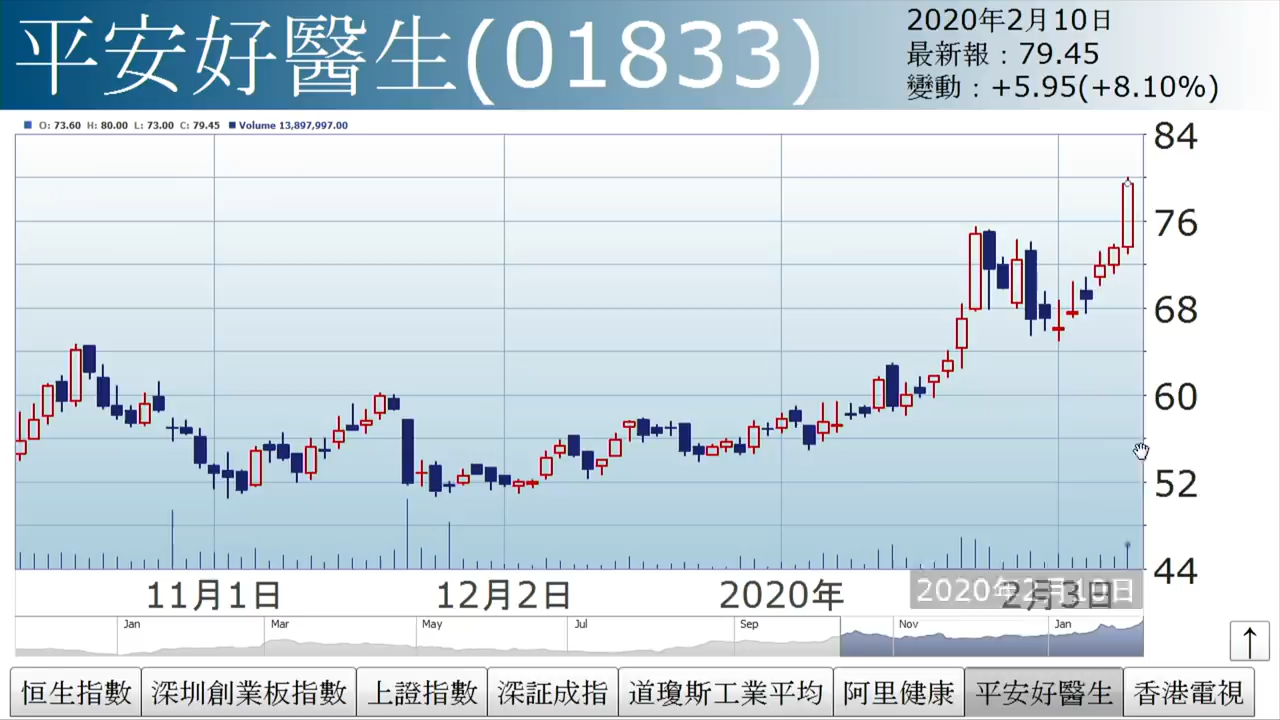 平安好醫生(01833)
2020年2月10日
最新報：79.45
變動：+5.95(+8.10%)
O: 73.60 H: 80.00 L: 73.00 C: 79.45 Volume 13,897,997.00
84
76
68
60
52
44
11月1日 12月2日 2020年 2月3日
2020年2月10日
Jan Mar May Jul Sep Nov Jan
↑
恒生指數 深圳創業板指數 上證指數 深証成指 道瓊斯工業平均 阿里健康 平安好醫生 香港電視